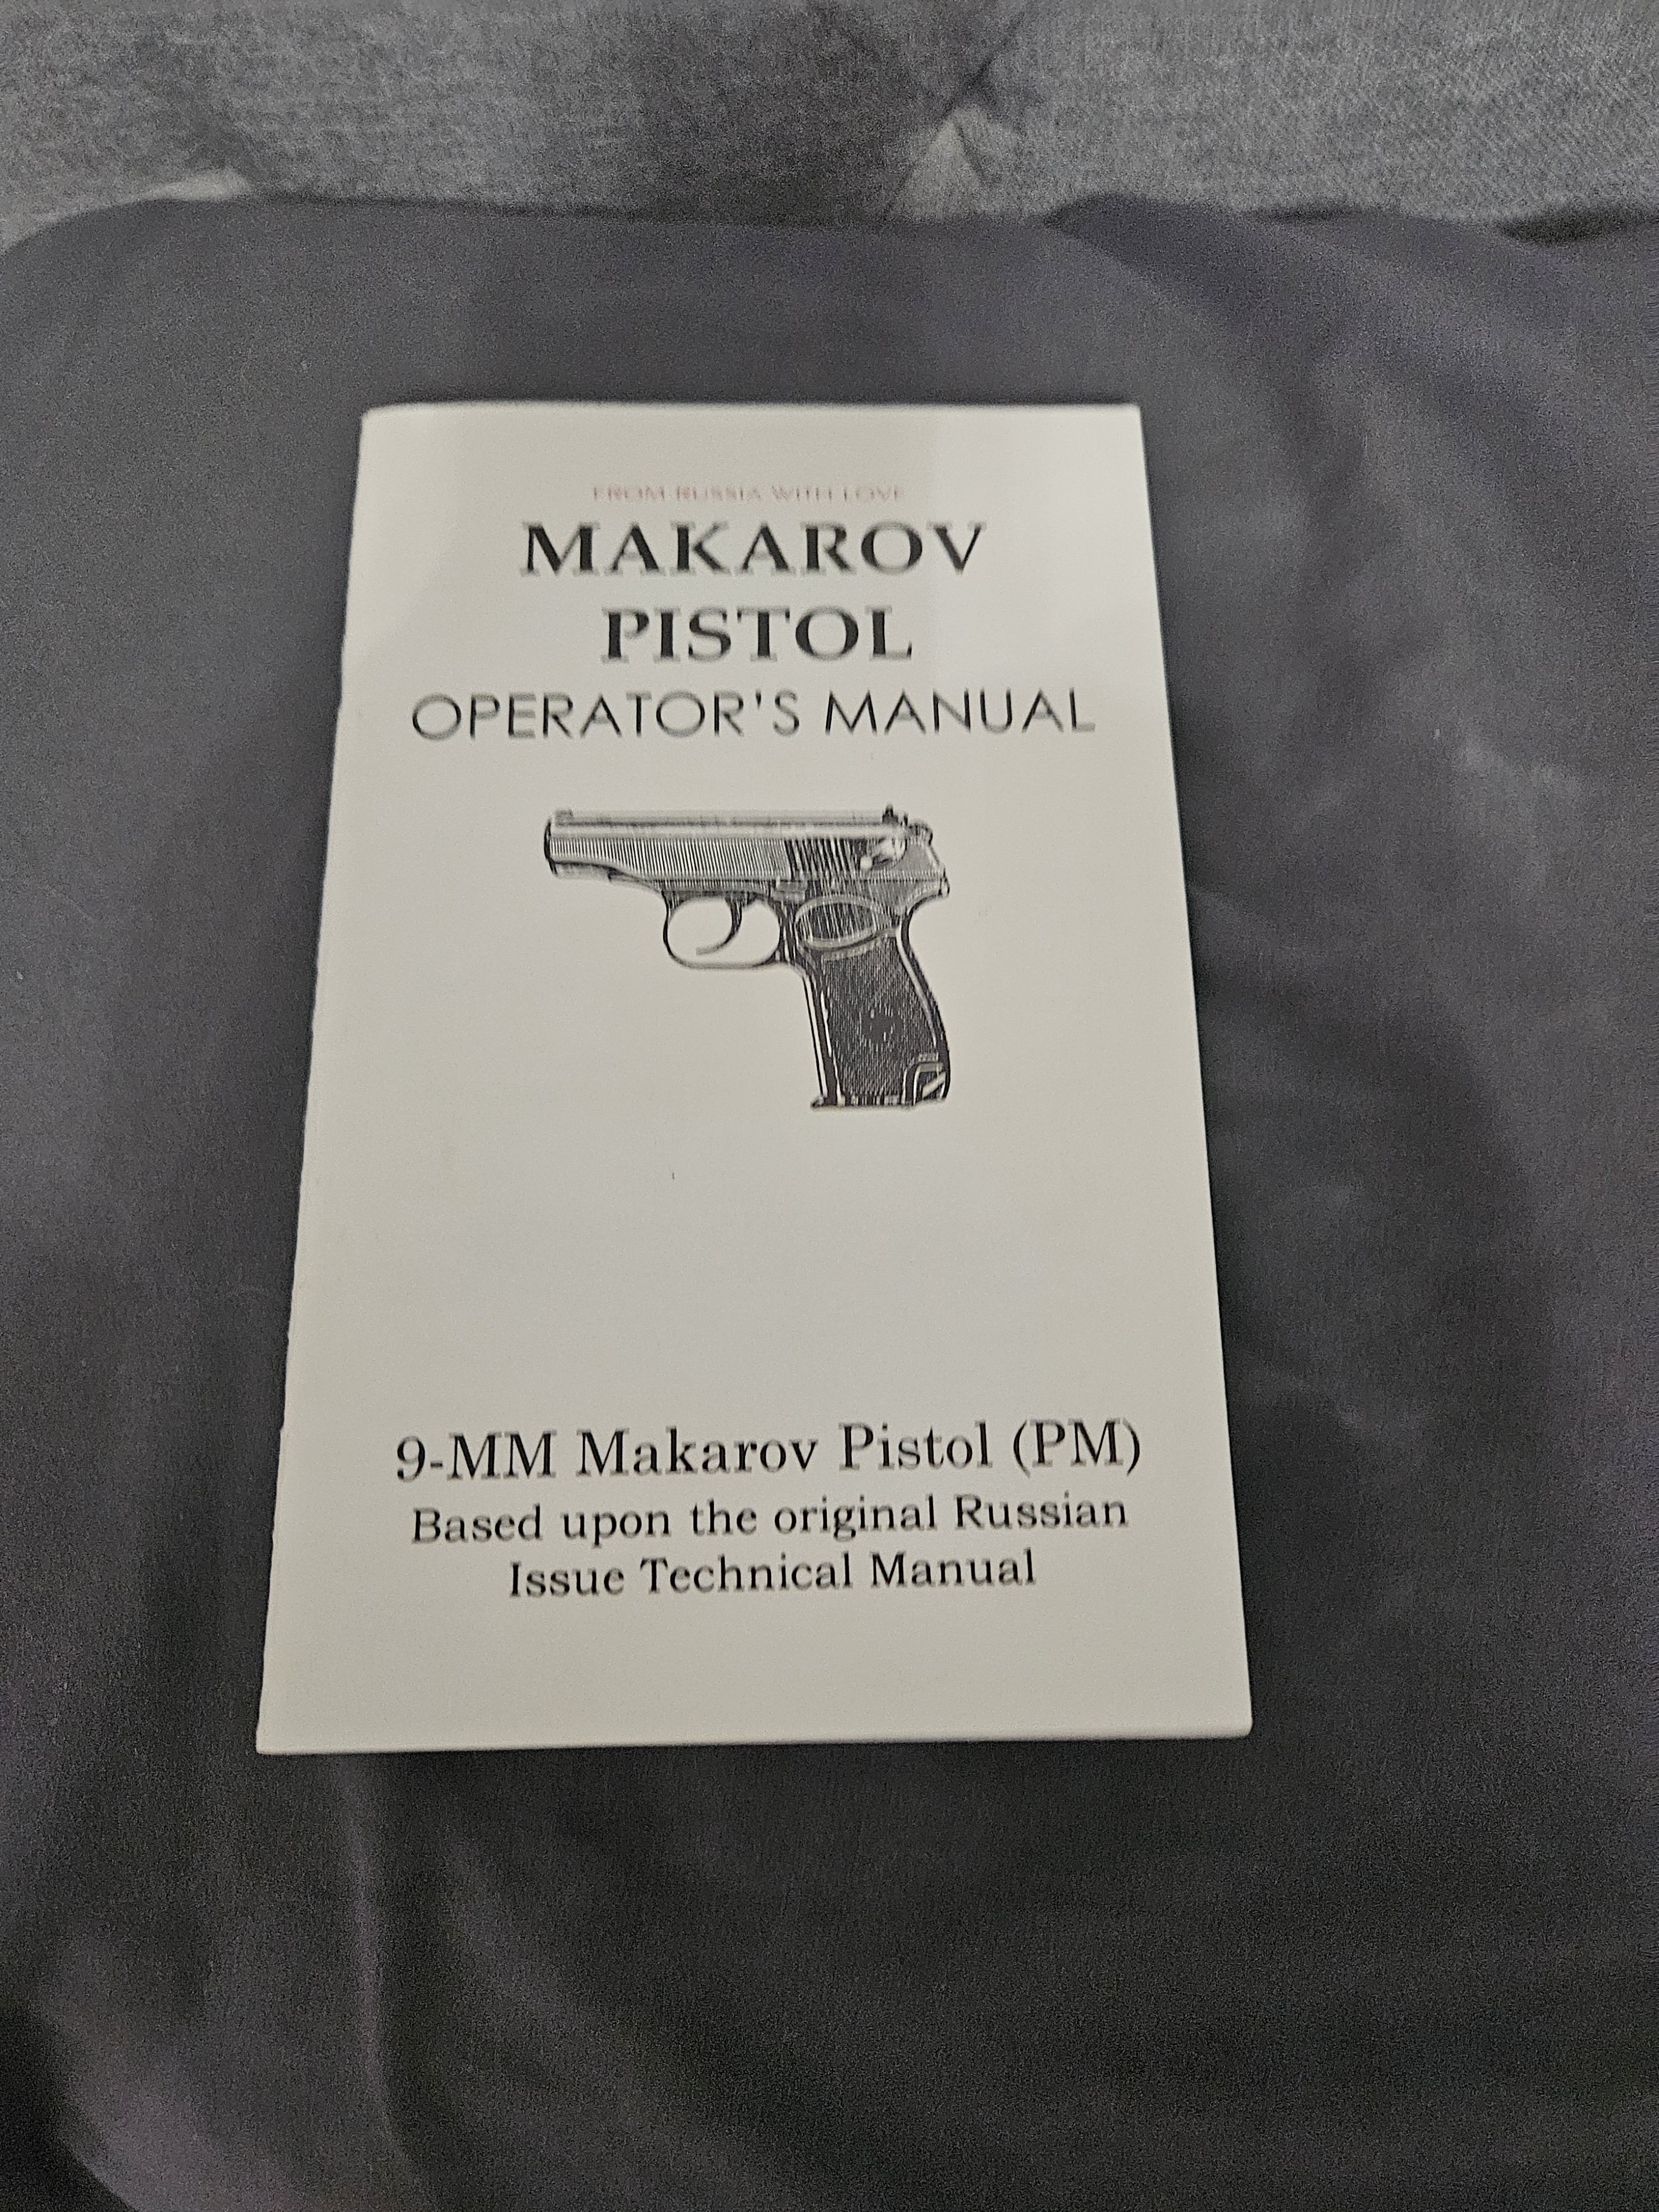 FROM RUSSIA WITH LOVE
MAKAROV
PISTOL
OPERATOR'S MANUAL
9-MM Makarov Pistol (PM)
Based upon the original Russian
Issue Technical Manual